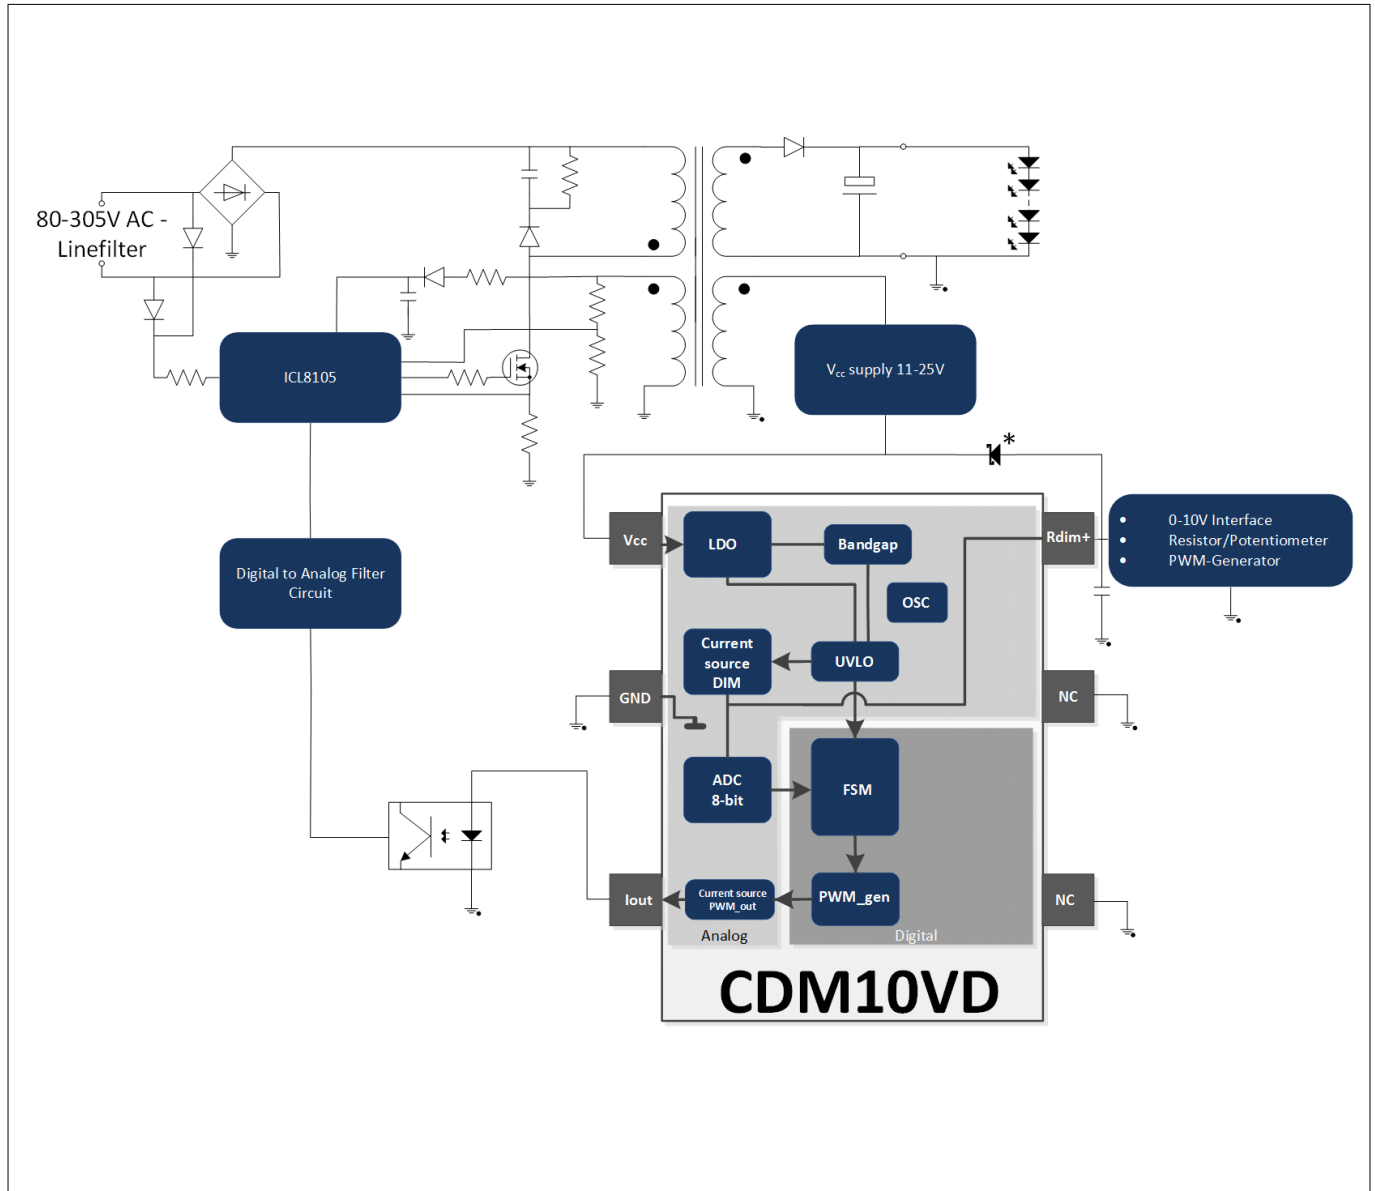 80-305V AC -
Linefilter
ICL8105
V_cc supply 11-25V
*
Digital to Analog Filter
Circuit
Vcc
LDO
Bandgap
OSC
Rdim+
• 0-10V Interface
• Resistor/Potentiometer
• PWM-Generator
Current
source
DIM
UVLO
GND
NC
ADC
8-bit
FSM
Iout
Current source
PWM_out
PWM_gen
NC
Analog
Digital
CDM10VD